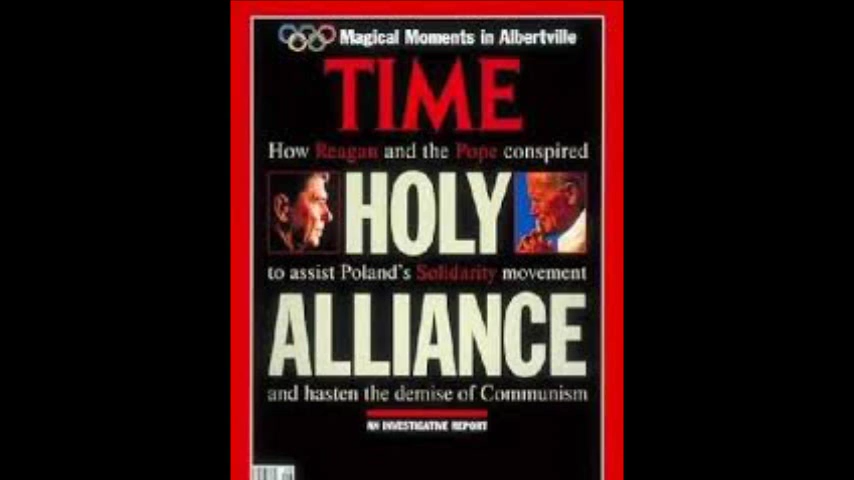 Magical Moments in Albertville
TIME
How Reagan and the Pope conspired
HOLY
to assist Poland's Solidarity movement
ALLIANCE
and hasten the demise of Communism
AN INVESTIGATIVE REPORT